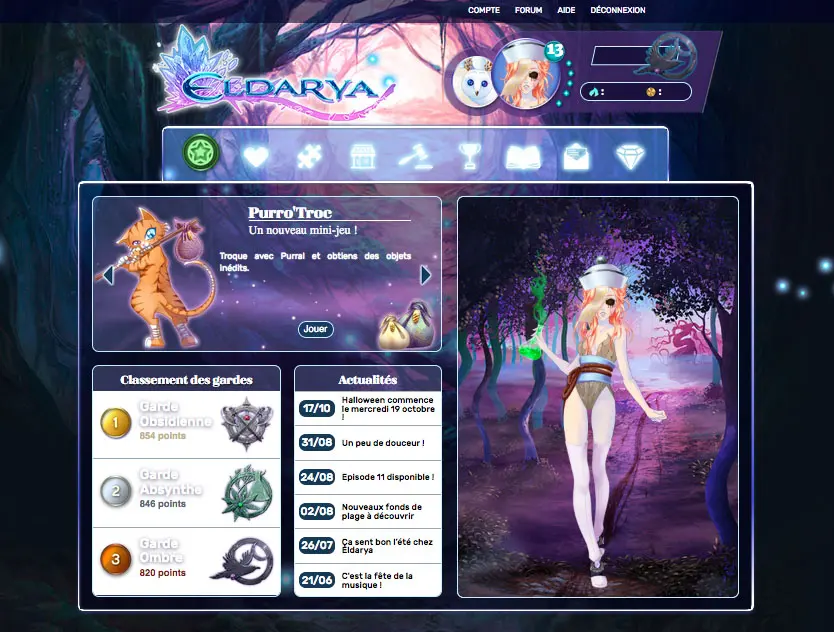 COMPTE FORUM AIDE DÉCONNEXION
ELDARYA
13
:
:
Purro'Troc
Un nouveau mini-jeu !
Troque avec Purral et obtiens des objets
inédits.
Jouer
Classement des gardes
1
Garde
Obsidienne
854 points
2
Garde
Absynthe
846 points
3
Garde
Ombre
820 points
Actualités
17/10
Halloween commence
le mercredi 19 octobre
!
31/08
Un peu de douceur !
24/08
Episode 11 disponible !
02/08
Nouveaux fonds de
plage à découvrir
26/07
Ça sent bon l'été chez
Eldarya
21/06
C'est la fête de la
musique !